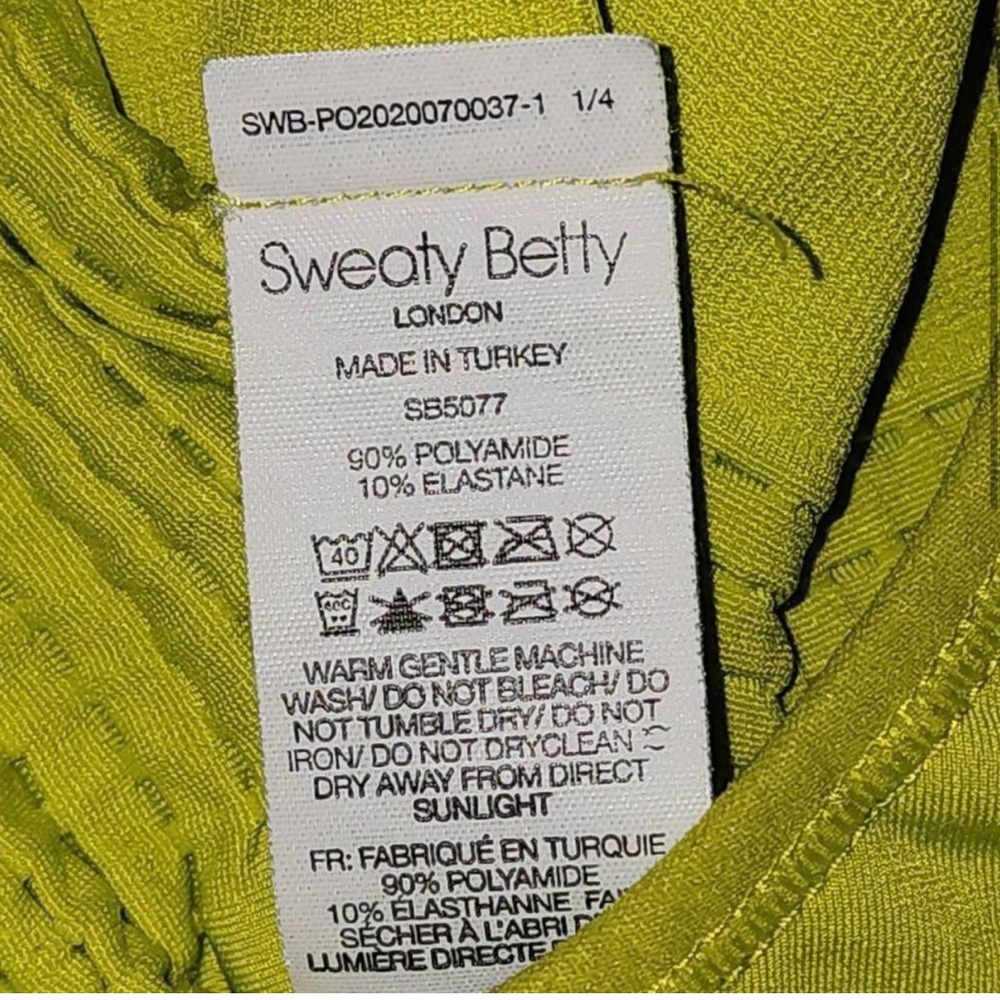 SWB-PO2020070037-1 1/4
Sweaty Betty
LONDON
MADE IN TURKEY
SB5077
90% POLYAMIDE
10% ELASTANE
40
WARM GENTLE MACHINE
WASH/ DO NOT BLEACH/ DO
NOT TUMBLE DRY/ DO NOT
IRON/ DO NOT DRYCLEAN
DRY AWAY FROM DIRECT
SUNLIGHT
FR: FABRIQUÉ EN TURQUIE
90% POLYAMIDE
10% ÉLASTHANNE
SÉCHER À L'ABRI
LUMIÈRE DIRECTE